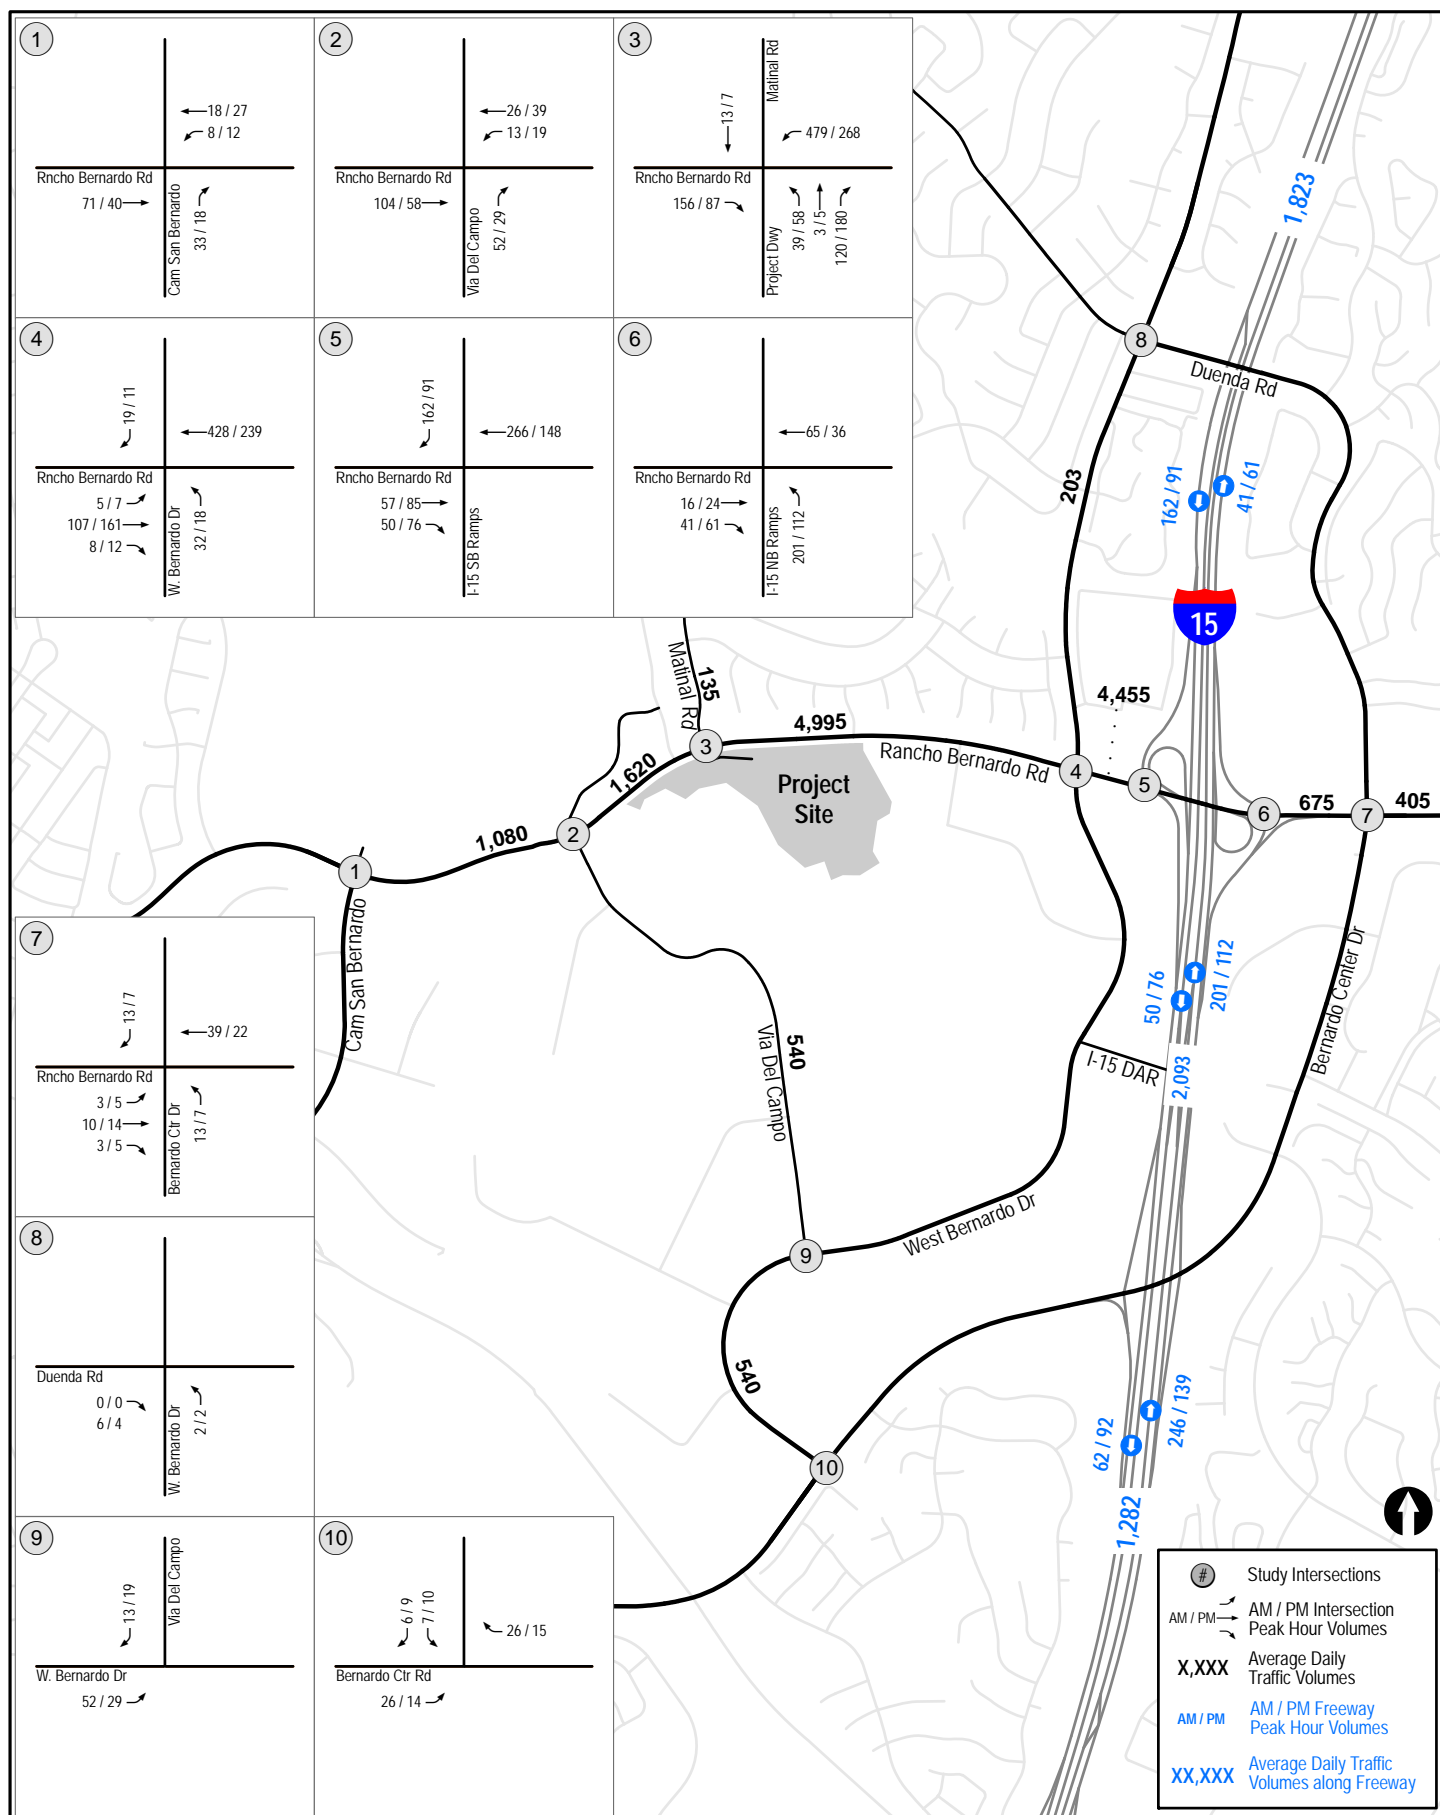 1
18 / 27
8 / 12
Rncho Bernardo Rd
71 / 40
33 / 18
Cam San Bernardo
2
26 / 39
13 / 19
Rncho Bernardo Rd
104 / 58
52 / 29
Via Del Campo
3
Matinal Rd
13 / 7
479 / 268
Rncho Bernardo Rd
156 / 87
39 / 58
3 / 5
120 / 180
Project Dwy
4
19 / 11
428 / 239
Rncho Bernardo Rd
5 / 7
107 / 161
8 / 12
32 / 18
W. Bernardo Dr
5
162 / 91
266 / 148
Rncho Bernardo Rd
57 / 85
50 / 76
I-15 SB Ramps
6
65 / 36
Rncho Bernardo Rd
16 / 24
41 / 61
201 / 112
I-15 NB Ramps
1,823
8
Duenda Rd
203
162 / 91
41 / 61
15
Matinal Rd
135
4,455
4,995
3
Rancho Bernardo Rd
4
5
6
675
7
405
Project
Site
1,620
2
1,080
1
Cam San Bernardo
540
Via Del Campo
50 / 76
201 / 112
Bernardo Center Dr
I-15 DAR
2,093
West Bernardo Dr
9
540
10
62 / 92
246 / 139
1,282
7
13 / 7
39 / 22
Rncho Bernardo Rd
3 / 5
10 / 14
3 / 5
13 / 7
Bernardo Ctr Dr
8
Duenda Rd
0 / 0
6 / 4
2 / 2
W. Bernardo Dr
9
Via Del Campo
13 / 19
W. Bernardo Dr
52 / 29
10
6 / 9
7 / 10
26 / 15
Bernardo Ctr Rd
26 / 14
# Study Intersections
AM / PM AM / PM Intersection
Peak Hour Volumes
X,XXX Average Daily
Traffic Volumes
AM / PM AM / PM Freeway
Peak Hour Volumes
XX,XXX Average Daily Traffic
Volumes along Freeway